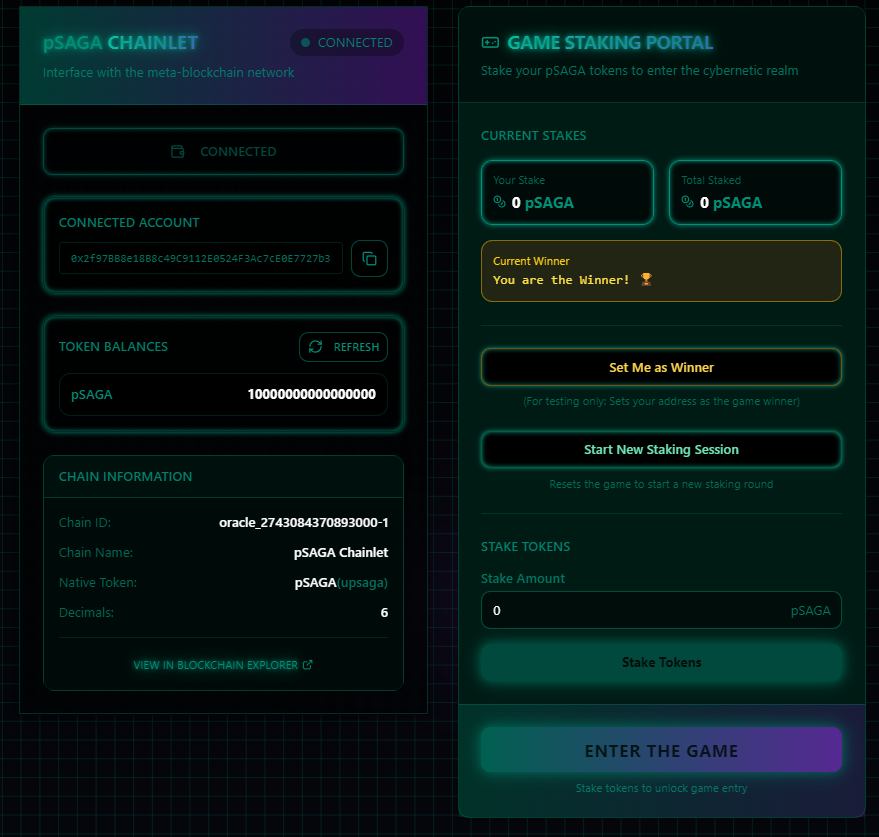 pSAGA CHAINLET
CONNECTED
Interface with the meta-blockchain network
CONNECTED
CONNECTED ACCOUNT
0x2f97BB8e18B8c49C9112E0524F3Ac7cE0E7727b3
TOKEN BALANCES
REFRESH
pSAGA
10000000000000000
CHAIN INFORMATION
Chain ID:
oracle_2743084370893000-1
Chain Name:
pSAGA Chainlet
Native Token:
pSAGA(upsaga)
Decimals:
6
VIEW IN BLOCKCHAIN EXPLORER
GAME STAKING PORTAL
Stake your pSAGA tokens to enter the cybernetic realm
CURRENT STAKES
Your Stake
0 pSAGA
Total Staked
0 pSAGA
Current Winner
You are the Winner! 🏆
Set Me as Winner
(For testing only: Sets your address as the game winner)
Start New Staking Session
Resets the game to start a new staking round
STAKE TOKENS
Stake Amount
0
pSAGA
Stake Tokens
ENTER THE GAME
Stake tokens to unlock game entry